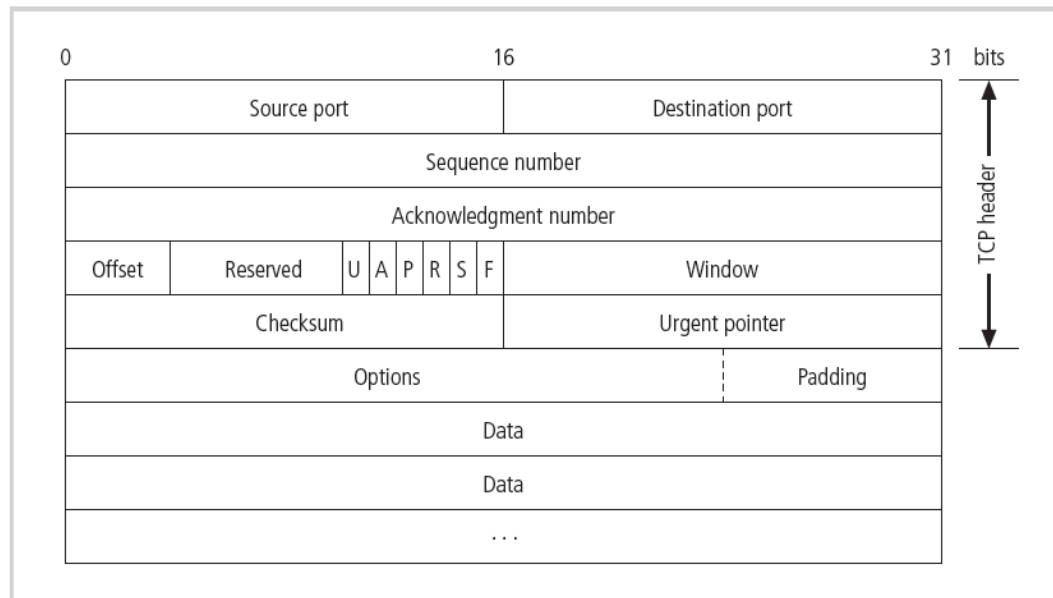 0 16 31 bits
Source port Destination port
Sequence number
Acknowledgment number
Offset Reserved U A P R S F Window
Checksum Urgent pointer
TCP header
Options Padding
Data
Data
. . .